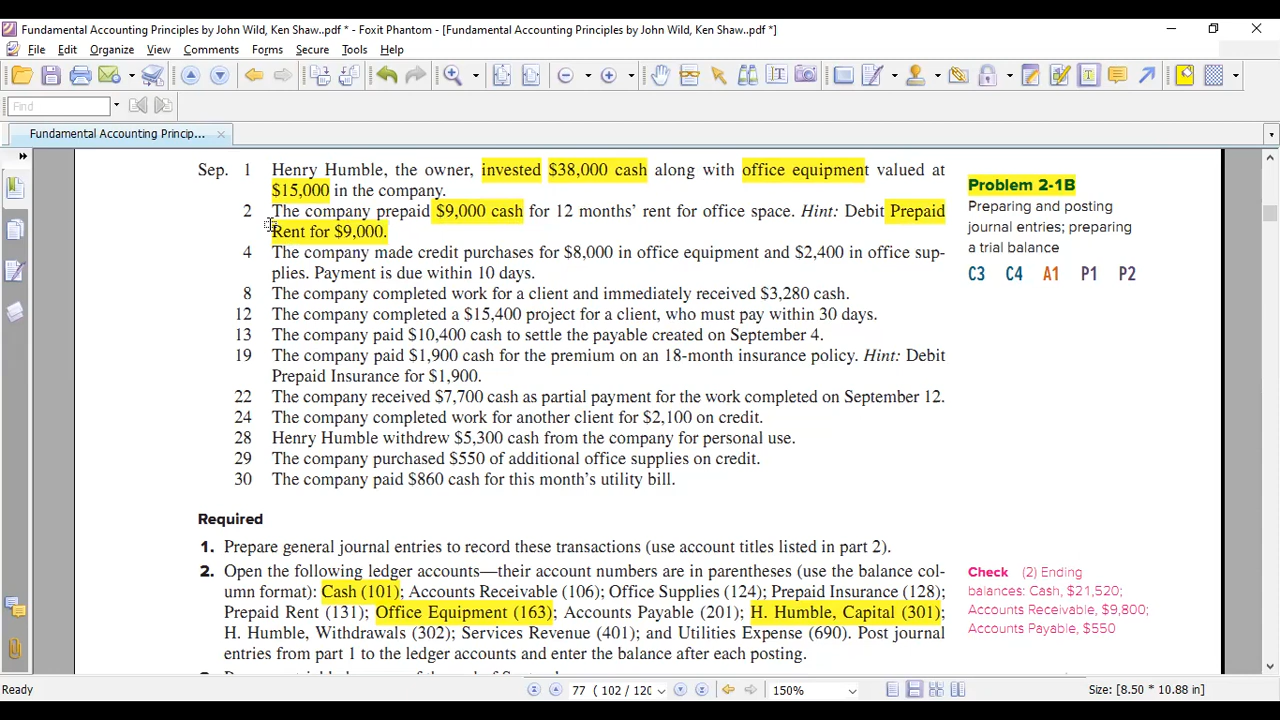 Fundamental Accounting Principles by John Wild, Ken Shaw..pdf * - Foxit Phantom - [Fundamental Accounting Principles by John Wild, Ken Shaw..pdf *]
File Edit Organize View Comments Forms Secure Tools Help
Find
Fundamental Accounting Princip...
Sep. 1 Henry Humble, the owner, invested $38,000 cash along with office equipment valued at
$15,000 in the company.
2 The company prepaid $9,000 cash for 12 months’ rent for office space. Hint: Debit Prepaid
Rent for $9,000.
4 The company made credit purchases for $8,000 in office equipment and $2,400 in office sup-
plies. Payment is due within 10 days.
8 The company completed work for a client and immediately received $3,280 cash.
12 The company completed a $15,400 project for a client, who must pay within 30 days.
13 The company paid $10,400 cash to settle the payable created on September 4.
19 The company paid $1,900 cash for the premium on an 18-month insurance policy. Hint: Debit
Prepaid Insurance for $1,900.
22 The company received $7,700 cash as partial payment for the work completed on September 12.
24 The company completed work for another client for $2,100 on credit.
28 Henry Humble withdrew $5,300 cash from the company for personal use.
29 The company purchased $550 of additional office supplies on credit.
30 The company paid $860 cash for this month’s utility bill.
Problem 2-1B
Preparing and posting
journal entries; preparing
a trial balance
C3 C4 A1 P1 P2
Required
1. Prepare general journal entries to record these transactions (use account titles listed in part 2).
2. Open the following ledger accounts—their account numbers are in parentheses (use the balance col-
umn format): Cash (101); Accounts Receivable (106); Office Supplies (124); Prepaid Insurance (128);
Prepaid Rent (131); Office Equipment (163); Accounts Payable (201); H. Humble, Capital (301);
H. Humble, Withdrawals (302); Services Revenue (401); and Utilities Expense (690). Post journal
entries from part 1 to the ledger accounts and enter the balance after each posting.
Check (2) Ending
balances: Cash, $21,520;
Accounts Receivable, $9,800;
Accounts Payable, $550
Ready
77 ( 102 / 120
150%
Size: [8.50 * 10.88 in]